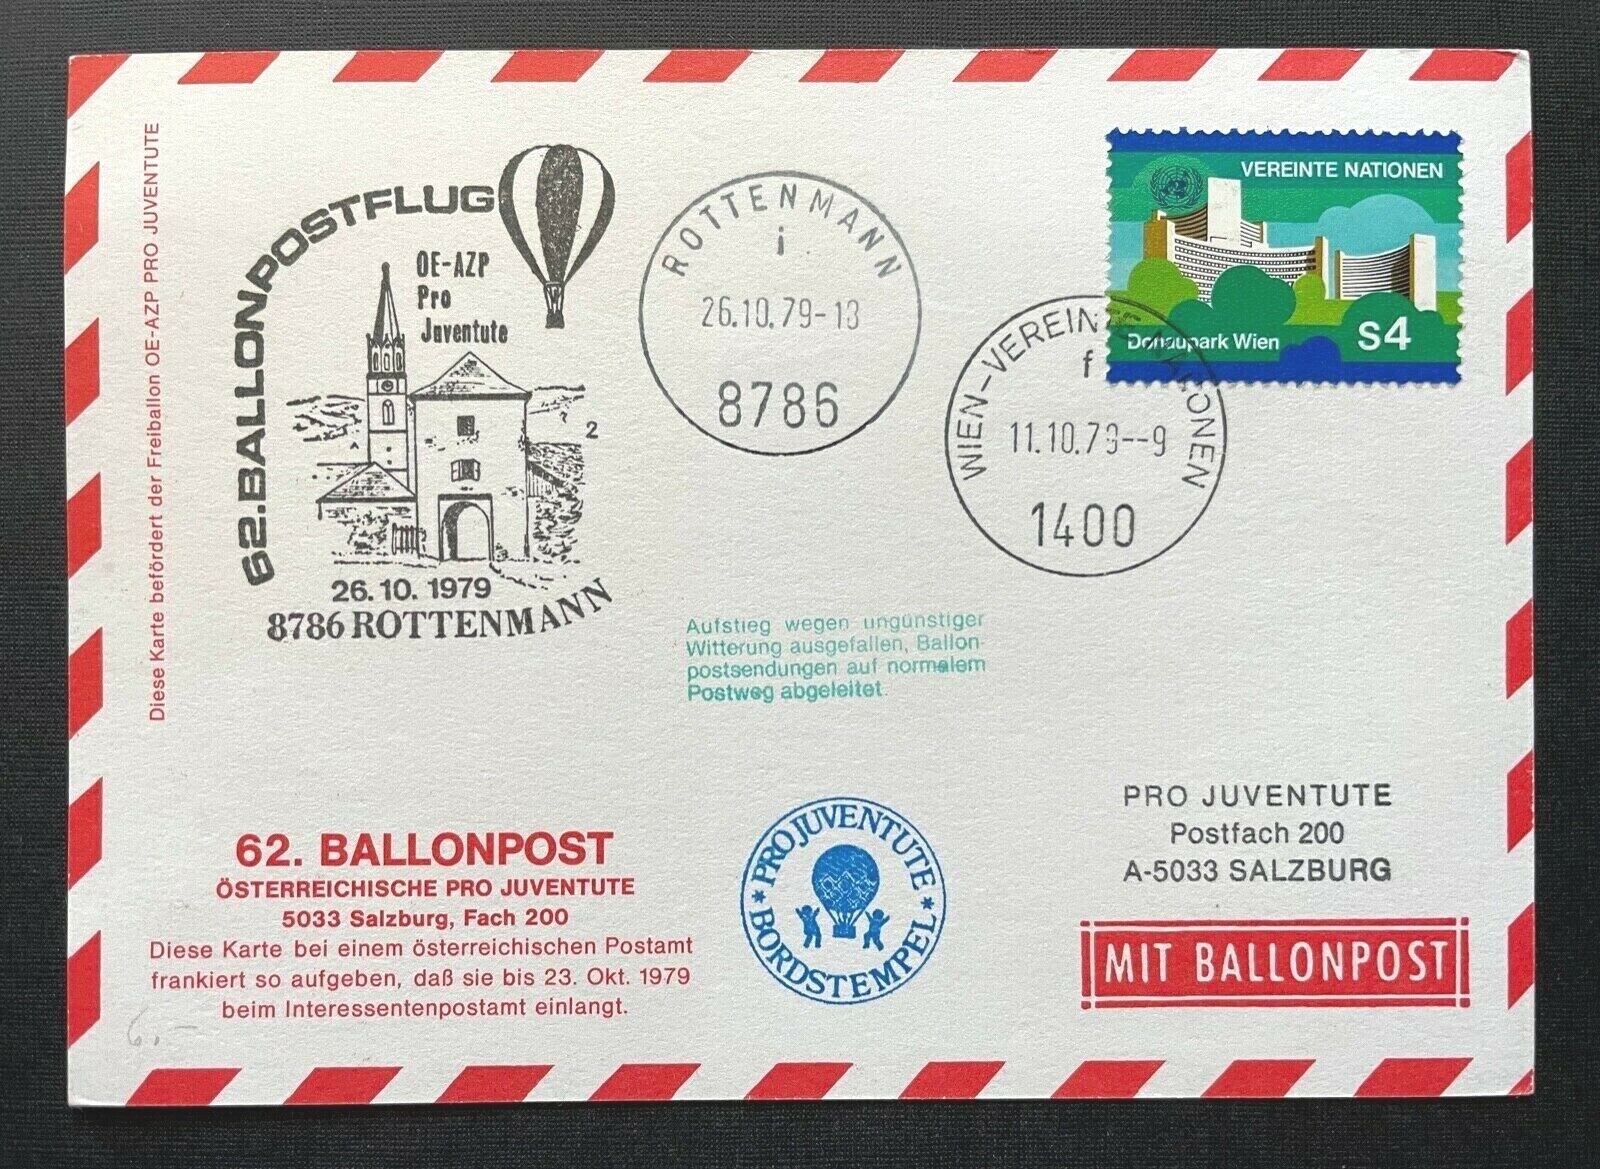 Diese Karte befördert der Freiballon OE-AZP PRO JUVENTUTE
62.BALLONPOSTFLUG
OE-AZP
Pro
Juventute
2
26.10.1979
8786 ROTTENMANN
ROTTENMANN
i
26.10.79-13
8786
VEREINTE NATIONEN
Donaupark Wien
S4
WIEN-VEREINTE NATIONEN
f
11.10.79--9
1400
Aufstieg wegen ungünstiger
Witterung ausgefallen, Ballon-
postsendungen auf normalem
Postweg abgeleitet.
62. BALLONPOST
ÖSTERREICHISCHE PRO JUVENTUTE
5033 Salzburg, Fach 200
Diese Karte bei einem österreichischen Postamt
frankiert so aufgeben, daß sie bis 23. Okt. 1979
beim Interessentenpostamt einlangt.
6,-
PRO JUVENTUTE
* BORDSTEMPEL *
PRO JUVENTUTE
Postfach 200
A-5033 SALZBURG
MIT BALLONPOST